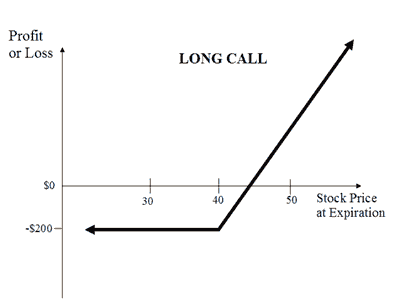 Profit
or Loss
LONG CALL
$0
30
40
50
Stock Price
at Expiration
-$200